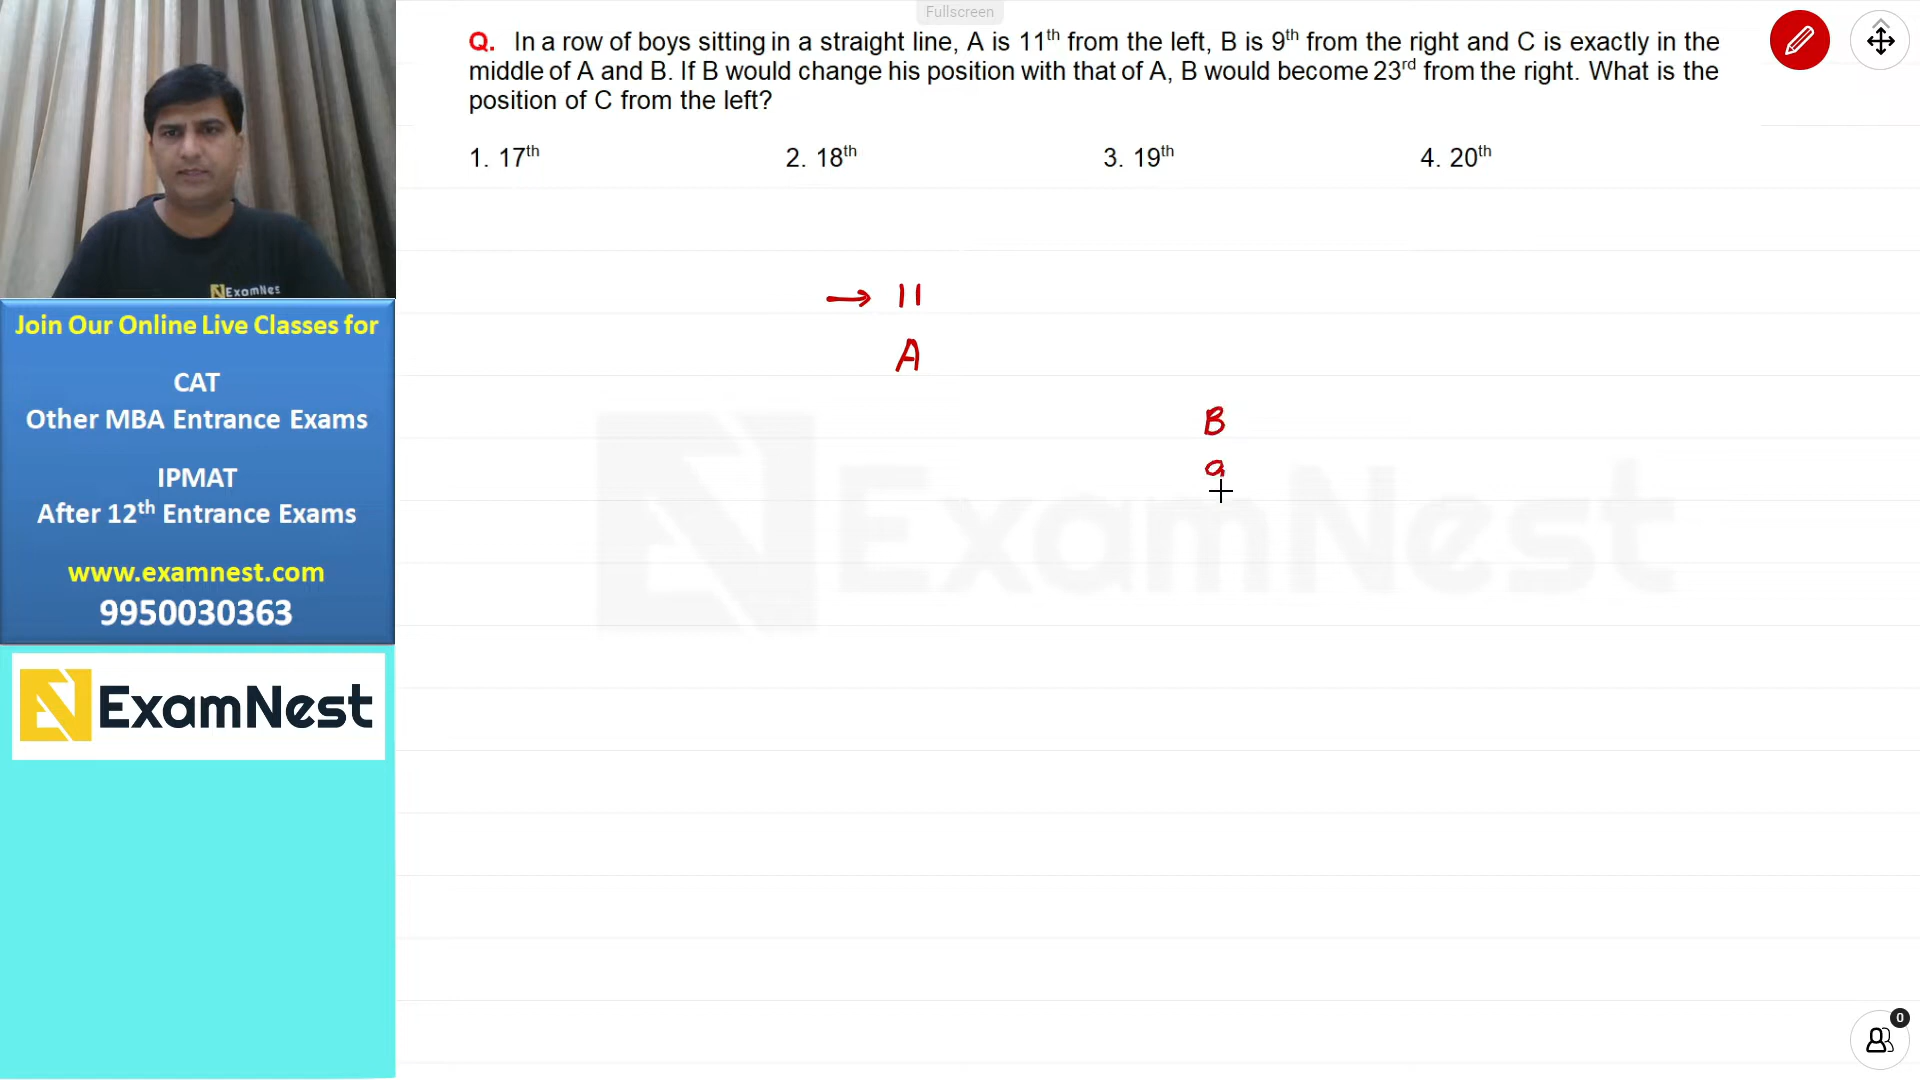 Fullscreen
Q. In a row of boys sitting in a straight line, A is 11th from the left, B is 9th from the right and C is exactly in the
middle of A and B. If B would change his position with that of A, B would become 23rd from the right. What is the
position of C from the left?
1. 17th 2. 18th 3. 19th 4. 20th
→ 11
A
B
9
ExamNest
ExamNes
Join Our Online Live Classes for
CAT
Other MBA Entrance Exams
IPMAT
After 12th Entrance Exams
www.examnest.com
9950030363
ExamNest
0